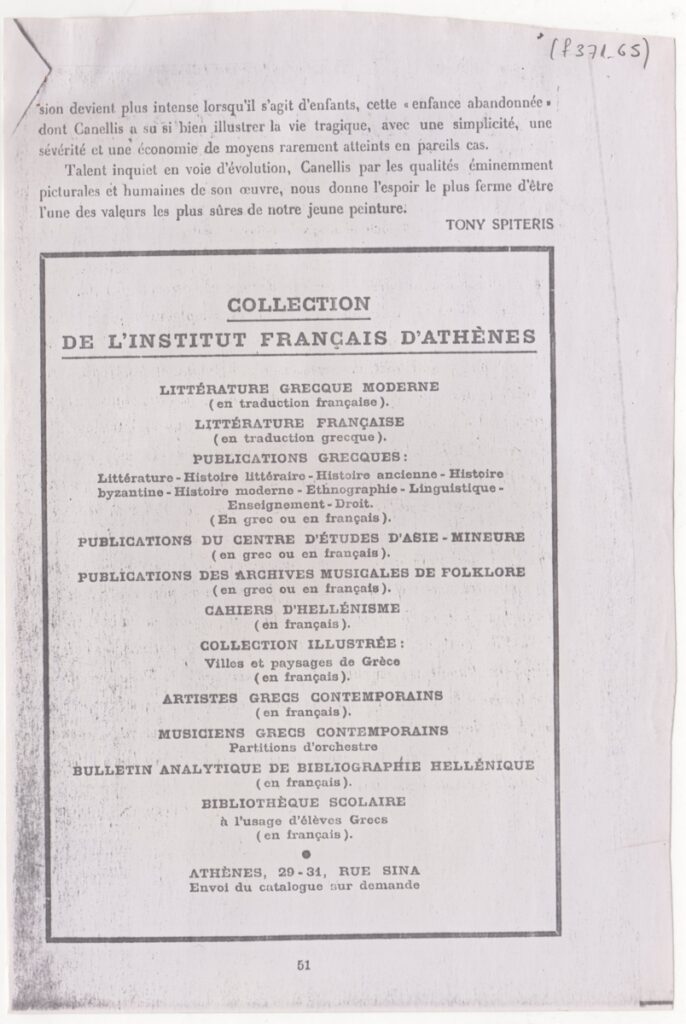 (f371-65)
sion devient plus intense lorsqu'il s'agit d'enfants, cette « enfance abandonnée »
dont Canellis a su si bien illustrer la vie tragique, avec une simplicité, une
sévérité et une économie de moyens rarement atteints en pareils cas.
Talent inquiet en voie d'évolution, Canellis par les qualités éminemment
picturales et humaines de son œuvre, nous donne l'espoir le plus ferme d'être
l'une des valeurs les plus sûres de notre jeune peinture.
TONY SPITERIS
COLLECTION
DE L'INSTITUT FRANÇAIS D'ATHÈNES
LITTÉRATURE GRECQUE MODERNE
(en traduction française).
LITTÉRATURE FRANÇAISE
(en traduction grecque).
PUBLICATIONS GRECQUES:
Littérature - Histoire littéraire - Histoire ancienne - Histoire
byzantine - Histoire moderne - Ethnographie - Linguistique -
Enseignement - Droit.
(En grec ou en français).
PUBLICATIONS DU CENTRE D'ÉTUDES D'ASIE - MINEURE
(en grec ou en français).
PUBLICATIONS DES ARCHIVES MUSICALES DE FOLKLORE
(en grec ou en français).
CAHIERS D'HELLÉNISME
(en français).
COLLECTION ILLUSTRÉE:
Villes et paysages de Grèce
(en français).
ARTISTES GRECS CONTEMPORAINS
(en français).
MUSICIENS GRECS CONTEMPORAINS
Partitions d'orchestre
BULLETIN ANALYTIQUE DE BIBLIOGRAPHIE HELLÉNIQUE
(en français).
BIBLIOTHÈQUE SCOLAIRE
à l'usage d'élèves Grecs
(en français).
ATHÈNES, 29-31, RUE SINA
Envoi du catalogue sur demande
51